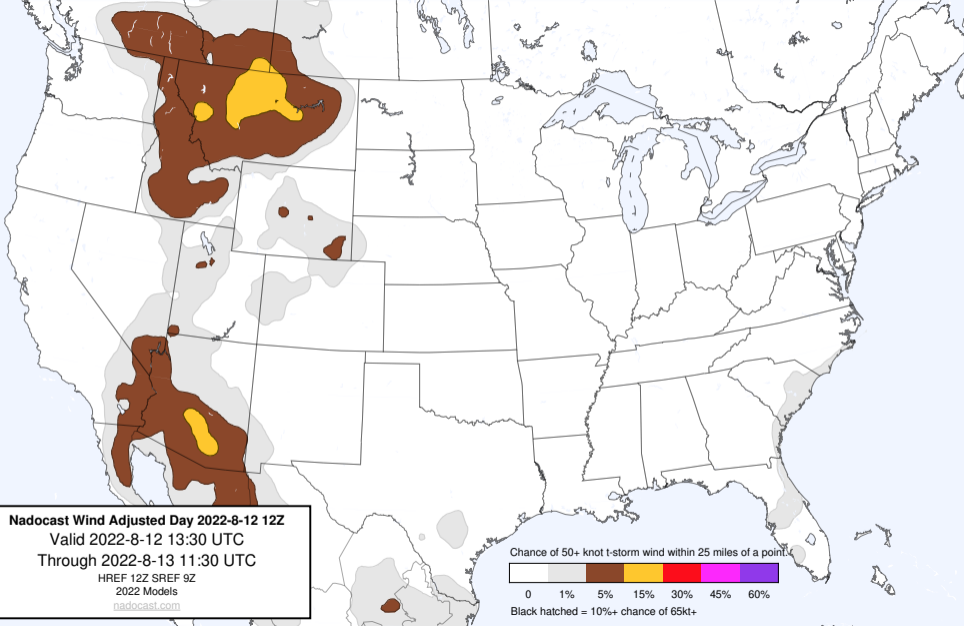 Nadocast Wind Adjusted Day 2022-8-12 12Z
Valid 2022-8-12 13:30 UTC
Through 2022-8-13 11:30 UTC
HREF 12Z SREF 9Z
2022 Models
nadocast.com
Chance of 50+ knot t-storm wind within 25 miles of a point.
0 1% 5% 15% 30% 45% 60%
Black hatched = 10%+ chance of 65kt+